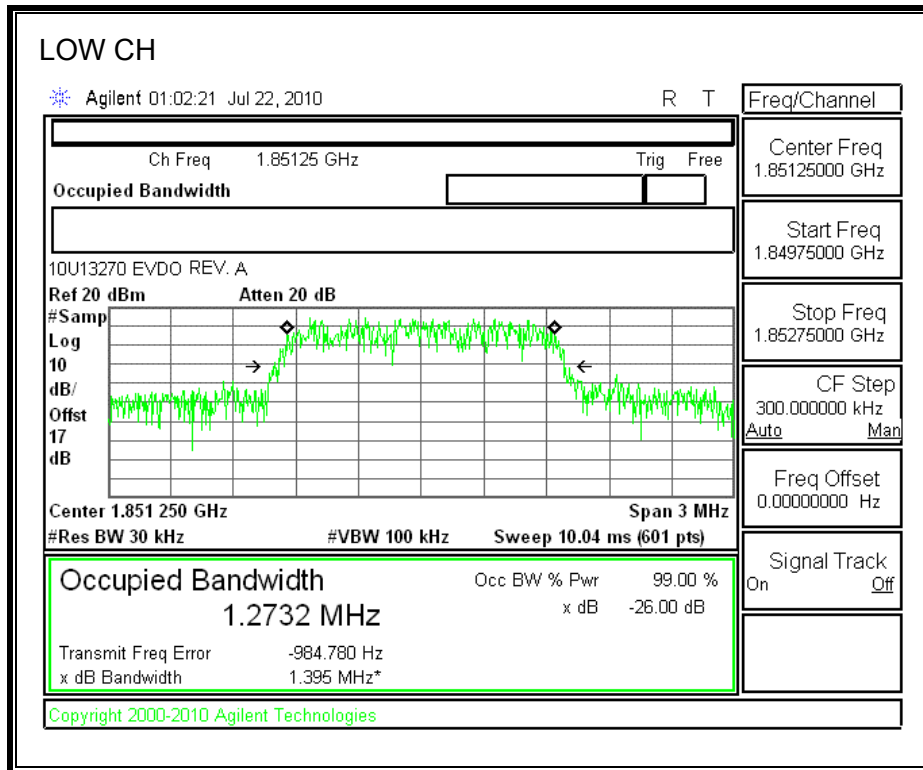 LOW CH
Agilent 01:02:21 Jul 22, 2010 R T
Freq/Channel
Ch Freq 1.85125 GHz Trig Free
Occupied Bandwidth
Center Freq
1.85125000 GHz
Start Freq
1.84975000 GHz
10U13270 EVDO REV. A
Ref 20 dBm Atten 20 dB
#Samp
Log
10
dB/
Offst
17
dB
Stop Freq
1.85275000 GHz
CF Step
300.000000 kHz
Auto Man
Freq Offset
0.00000000 Hz
Center 1.851 250 GHz Span 3 MHz
#Res BW 30 kHz #VBW 100 kHz Sweep 10.04 ms (601 pts)
Signal Track
On Off
Occupied Bandwidth
1.2732 MHz
Occ BW % Pwr 99.00 %
x dB -26.00 dB
Transmit Freq Error -984.780 Hz
x dB Bandwidth 1.395 MHz*
Copyright 2000-2010 Agilent Technologies